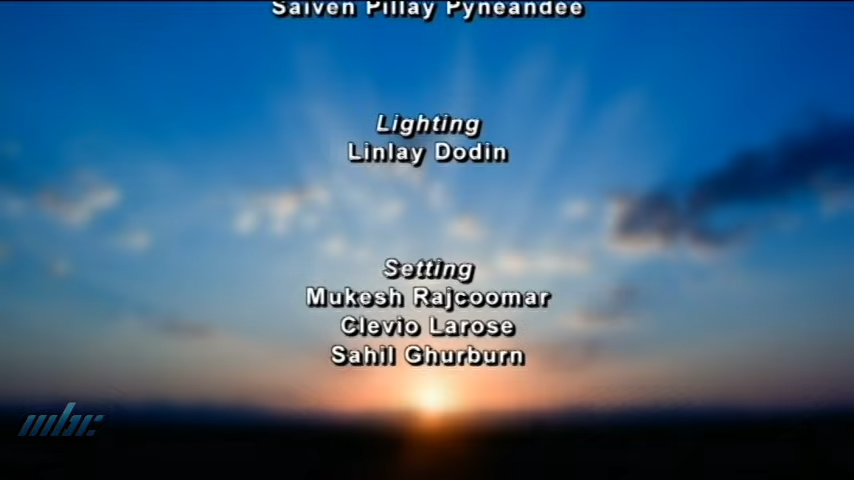 Saiven Pillay Pyneandee
Lighting
Linlay Dodin
Setting
Mukesh Rajcoomar
Clevio Larose
Sahil Ghurburn
mbc